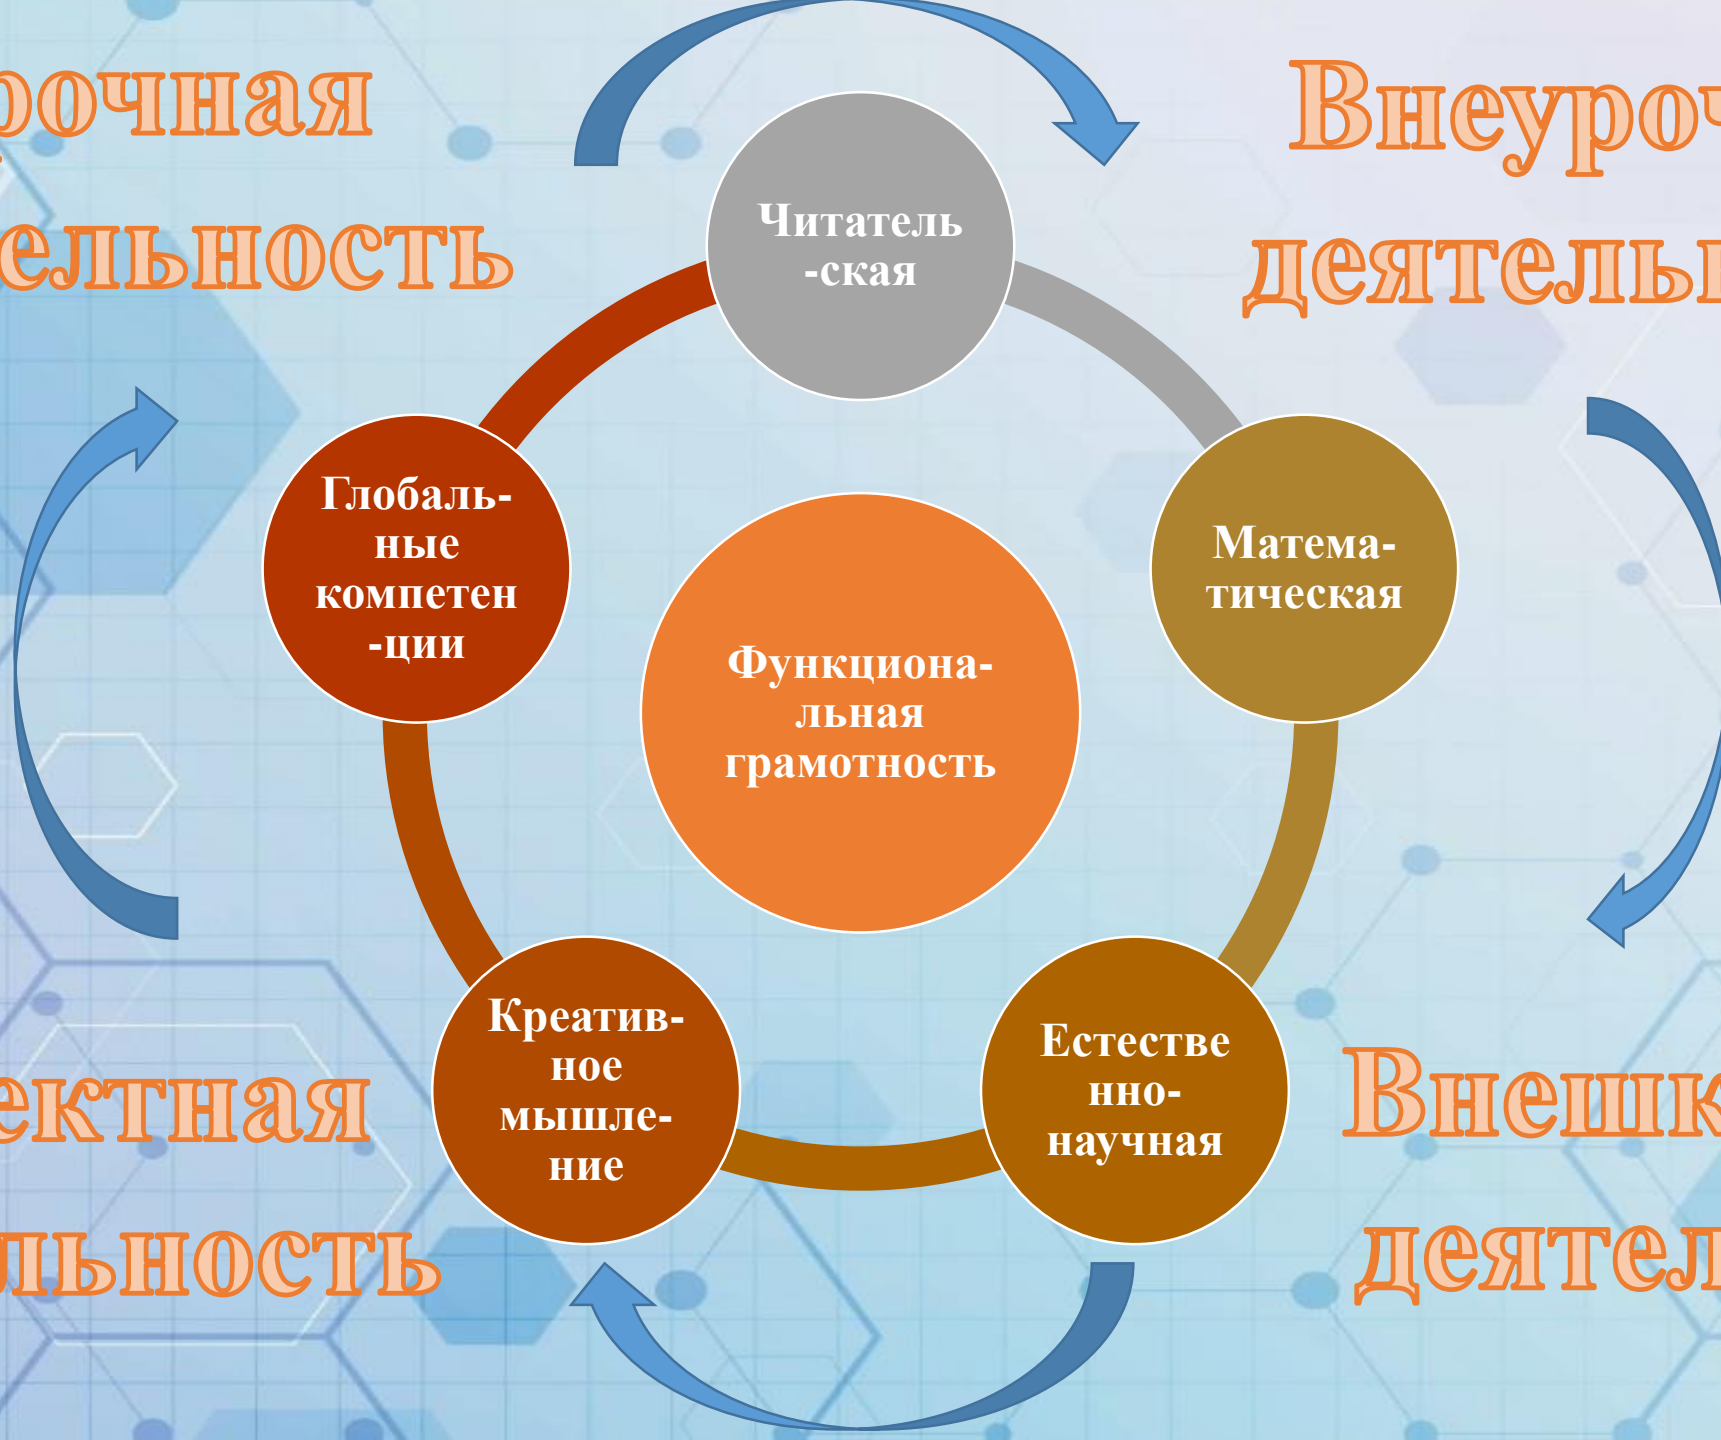 рочная
ельность
Внеуроч
деятельн
Читатель
-ская
Глобаль-
ные
компетен
-ции
Матема-
тическая
Функциона-
льная
грамотность
Креатив-
ное
мышле-
ние
Естестве
нно-
научная
ектная
льность
Внешк
деятел